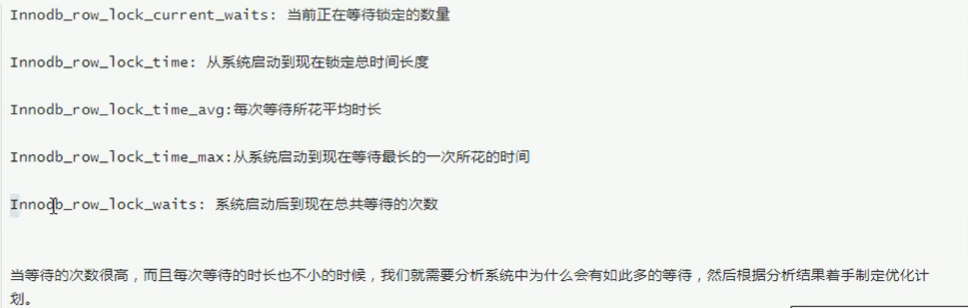 Innodb_row_lock_current_waits: 当前正在等待锁定的数量
Innodb_row_lock_time: 从系统启动到现在锁定总时间长度
Innodb_row_lock_time_avg:每次等待所花平均时长
Innodb_row_lock_time_max:从系统启动到现在等待最长的一次所花的时间
Innodb_row_lock_waits: 系统启动后到现在总共等待的次数
当等待的次数很高，而且每次等待的时长也不小的时候，我们就需要分析系统中为什么会有如此多的等待，然后根据分析结果着手制定优化计
划。